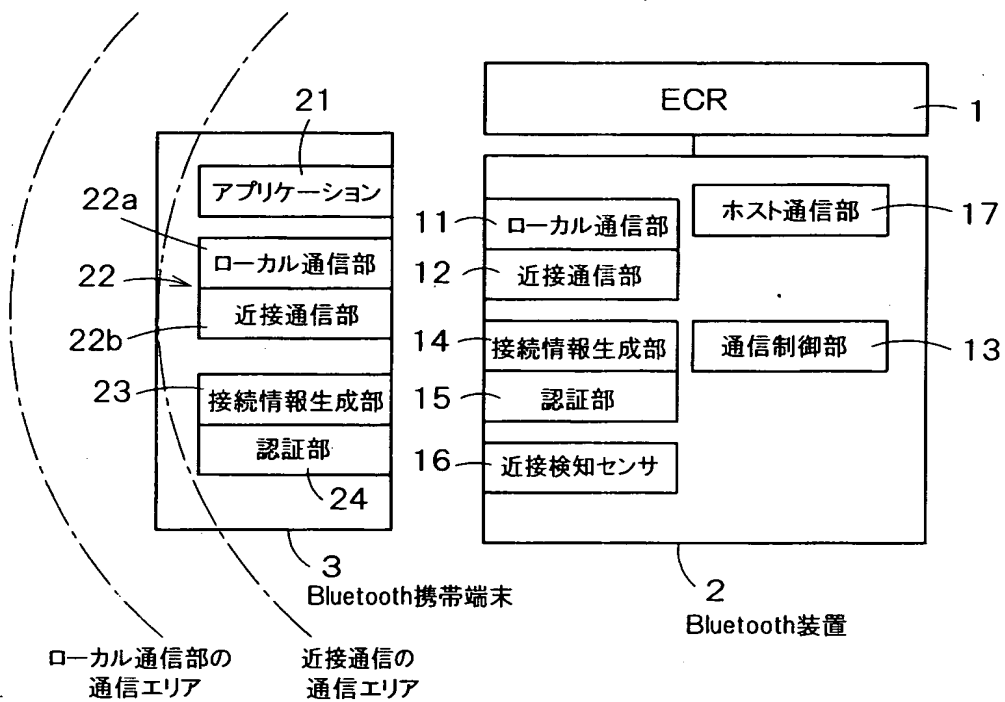 ECR
1
21
アプリケーション
22a
ローカル通信部
22
近接通信部
22b
23
接続情報生成部
認証部
24
3
Bluetooth携帯端末
11
ローカル通信部
12
近接通信部
14
接続情報生成部
15
認証部
16
近接検知センサ
ホスト通信部
17
通信制御部
13
2
Bluetooth装置
ローカル通信部の
通信エリア
近接通信の
通信エリア